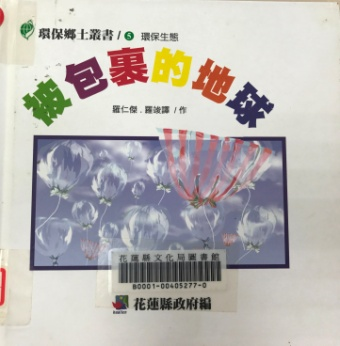 環保鄉土叢書/5 環保生態
被包裹的地球
羅仁傑.羅竣譯/作
花蓮縣文化局圖書館
B0001-00405277-0
花蓮縣政府編